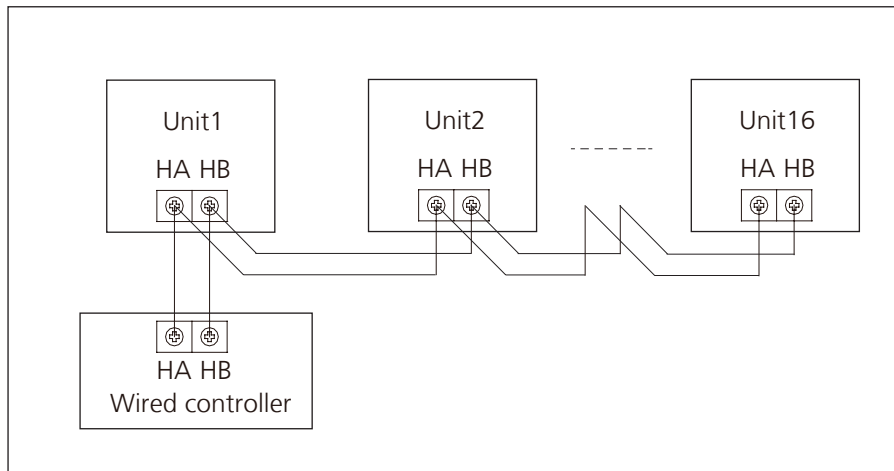 Unit1
HA HB
Unit2
HA HB
Unit16
HA HB
HA HB
Wired controller